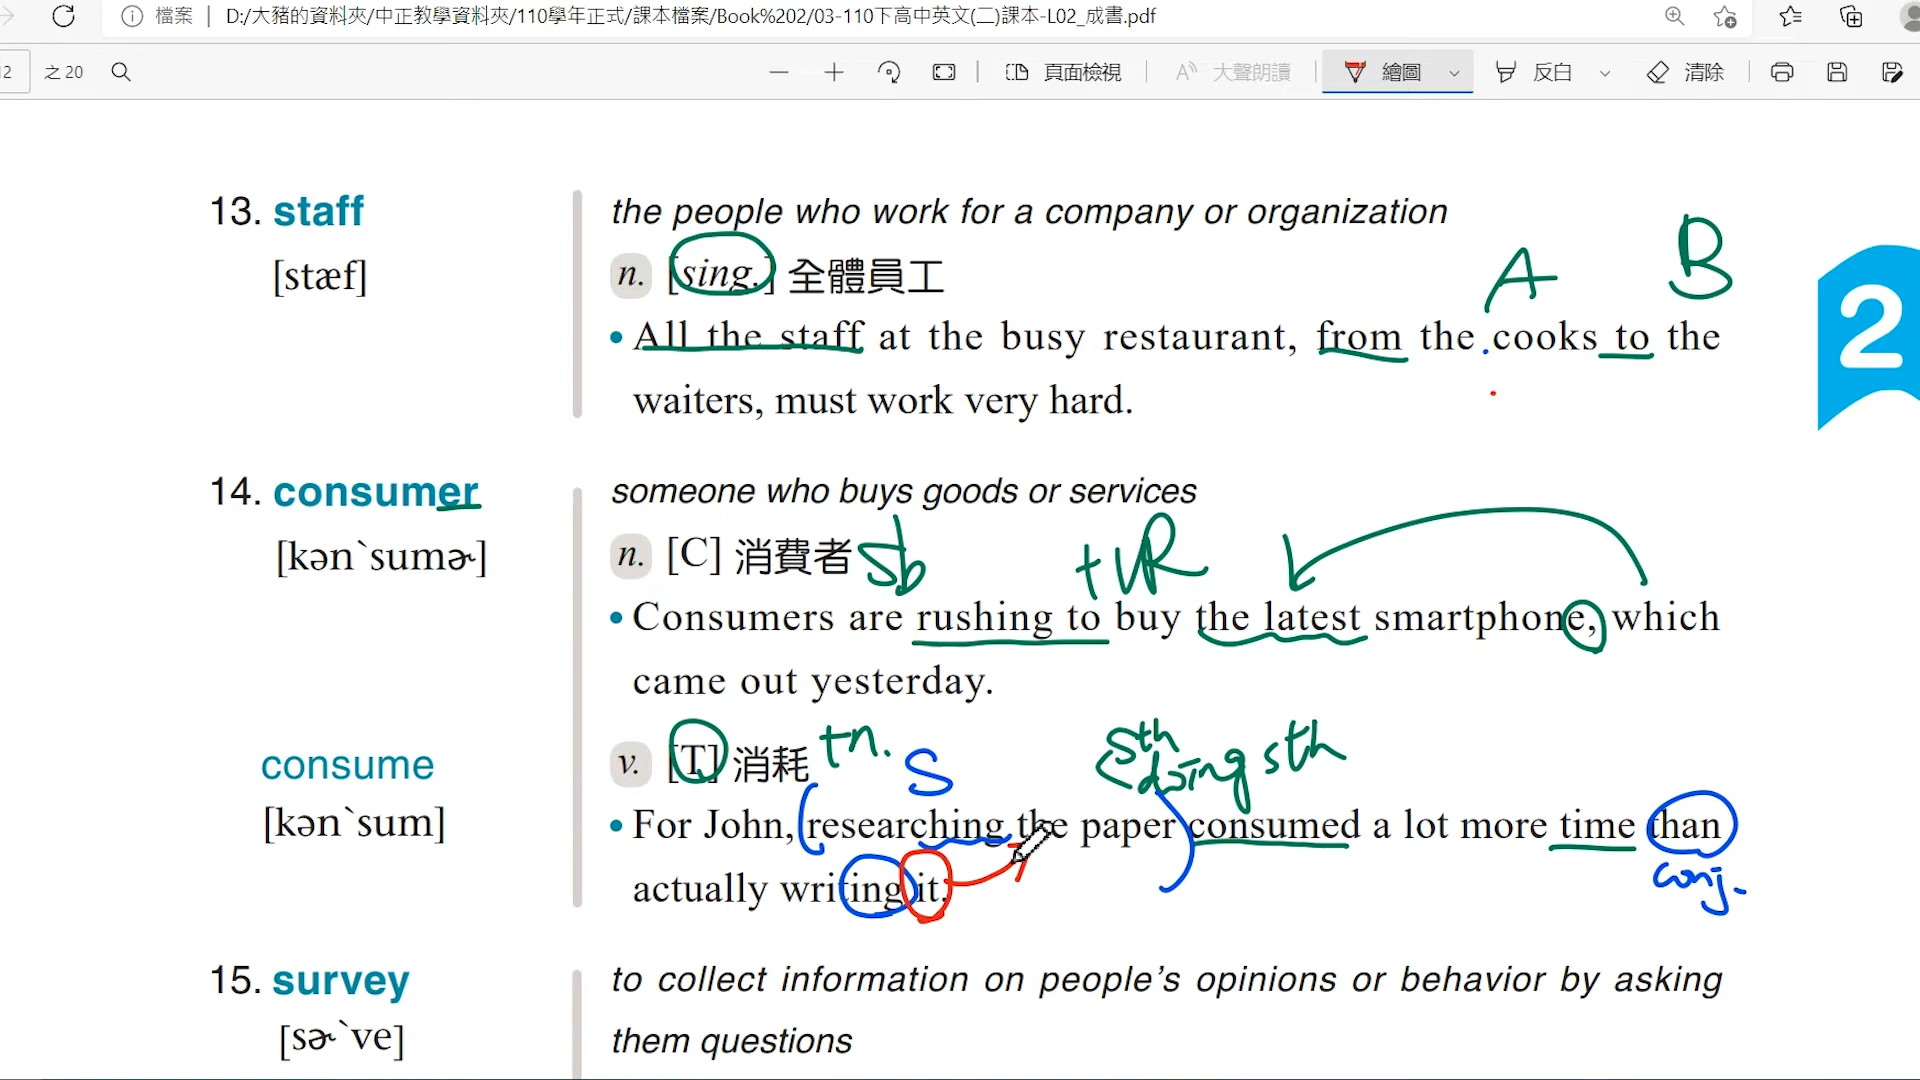 檔案 | D:/大豬的資料夾/中正教學資料夾/110學年正式/課本檔案/Book%202/03-110下高中英文(二)課本-L02_成書.pdf
2 之 20 頁面檢視 大聲朗讀 繪圖 反白 清除
13. staff the people who work for a company or organization
[stæf] n. [sing.] 全體員工
A B
• All the staff at the busy restaurant, from the cooks to the
waiters, must work very hard.
2
14. consumer someone who buys goods or services
[kən`sumɚ] n. [C] 消費者 sb +VR
• Consumers are rushing to buy the latest smartphone, which
came out yesterday.
consume v. [T] 消耗 +n. S sth doing sth
[kən`sum] • For John, researching the paper consumed a lot more time than
actually writing it. conj.
15. survey to collect information on people’s opinions or behavior by asking
[sɚ`ve] them questions